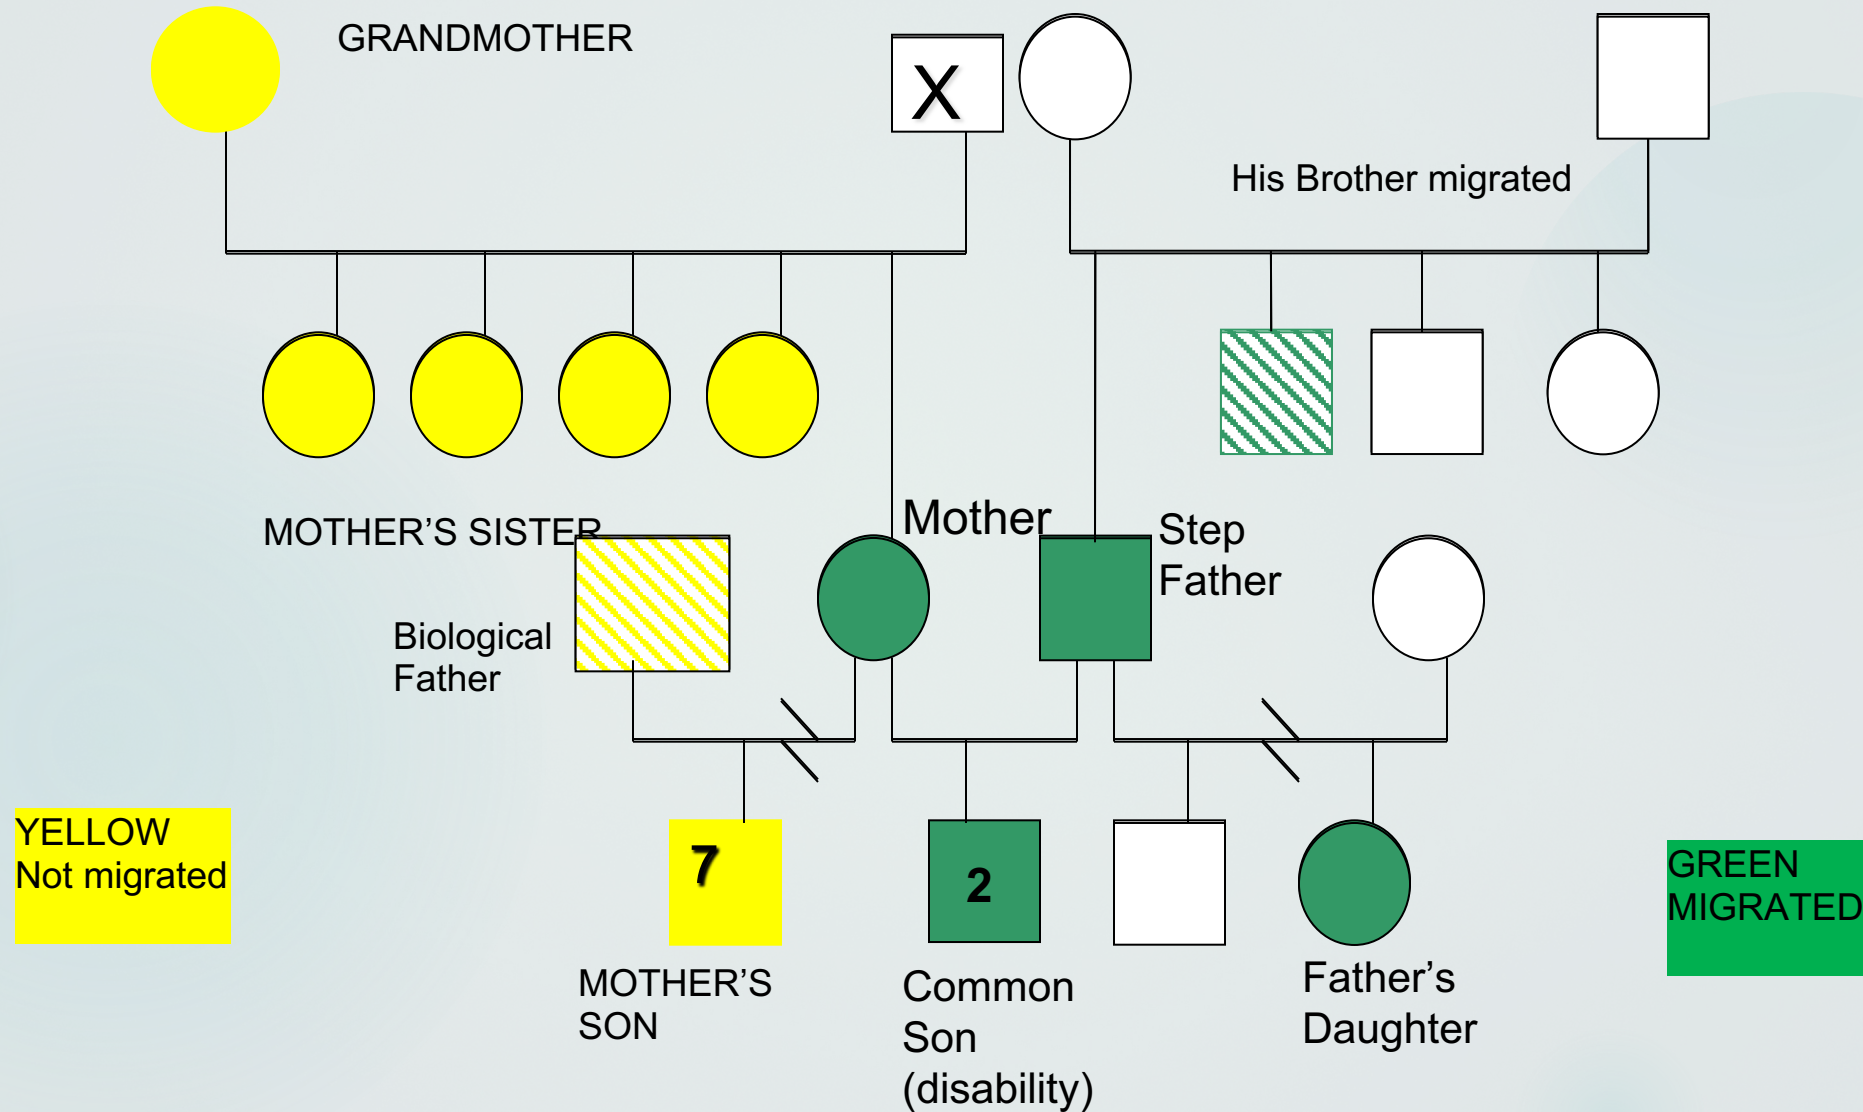 GRANDMOTHER
X
His Brother migrated
MOTHER’S SISTER
Mother
Step
Father
Biological
Father
YELLOW
Not migrated
7
2
GREEN
MIGRATED
MOTHER’S
SON
Common
Son
(disability)
Father’s
Daughter